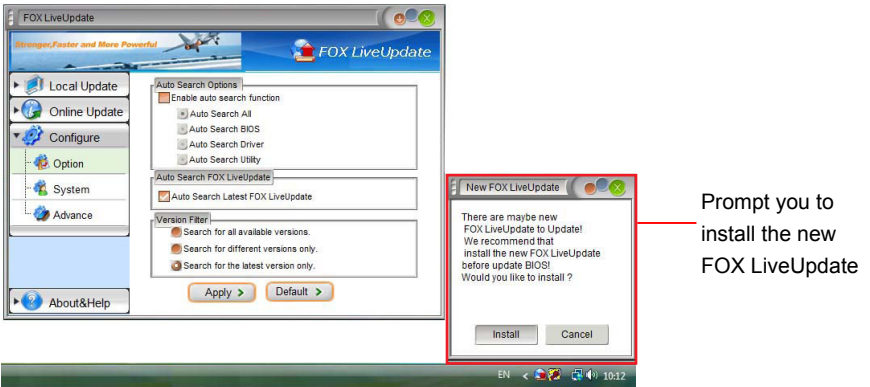 FOX LiveUpdate
Stronger,Faster and More Powerful
FOX LiveUpdate
Local Update
Online Update
Configure
Option
System
Advance
About&Help
Auto Search Options
Enable auto search function
Auto Search All
Auto Search BIOS
Auto Search Driver
Auto Search Utility
Auto Search FOX LiveUpdate
Auto Search Latest FOX LiveUpdate
Version Filter
Search for all available versions.
Search for different versions only.
Search for the latest version only.
Apply >
Default >
New FOX LiveUpdate
There are maybe new
FOX LiveUpdate to Update!
We recommend that
install the new FOX LiveUpdate
before update BIOS!
Would you like to install ?
Install
Cancel
Prompt you to
install the new
FOX LiveUpdate
EN < 10:12